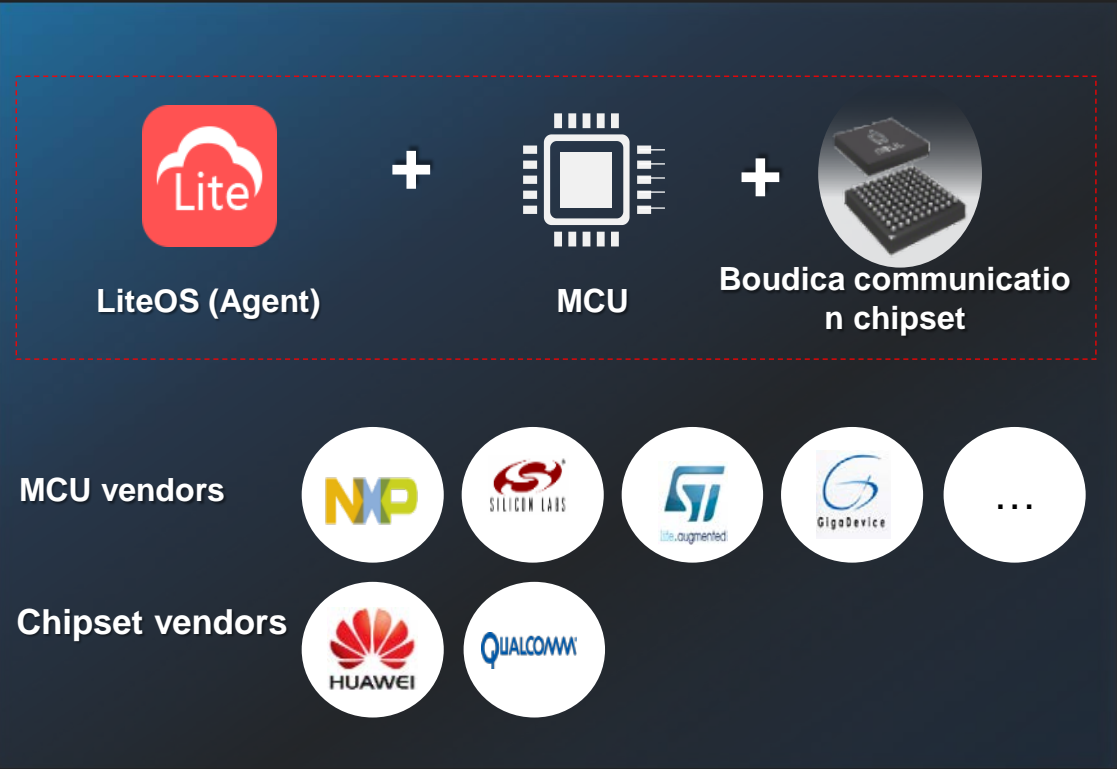 Lite
+
+
LiteOS (Agent)
MCU
Boudica communicatio
n chipset
MCU vendors
NXP
SILICON LABS
ST
life.augmented
GigaDevice
...
Chipset vendors
HUAWEI
QUALCOMM